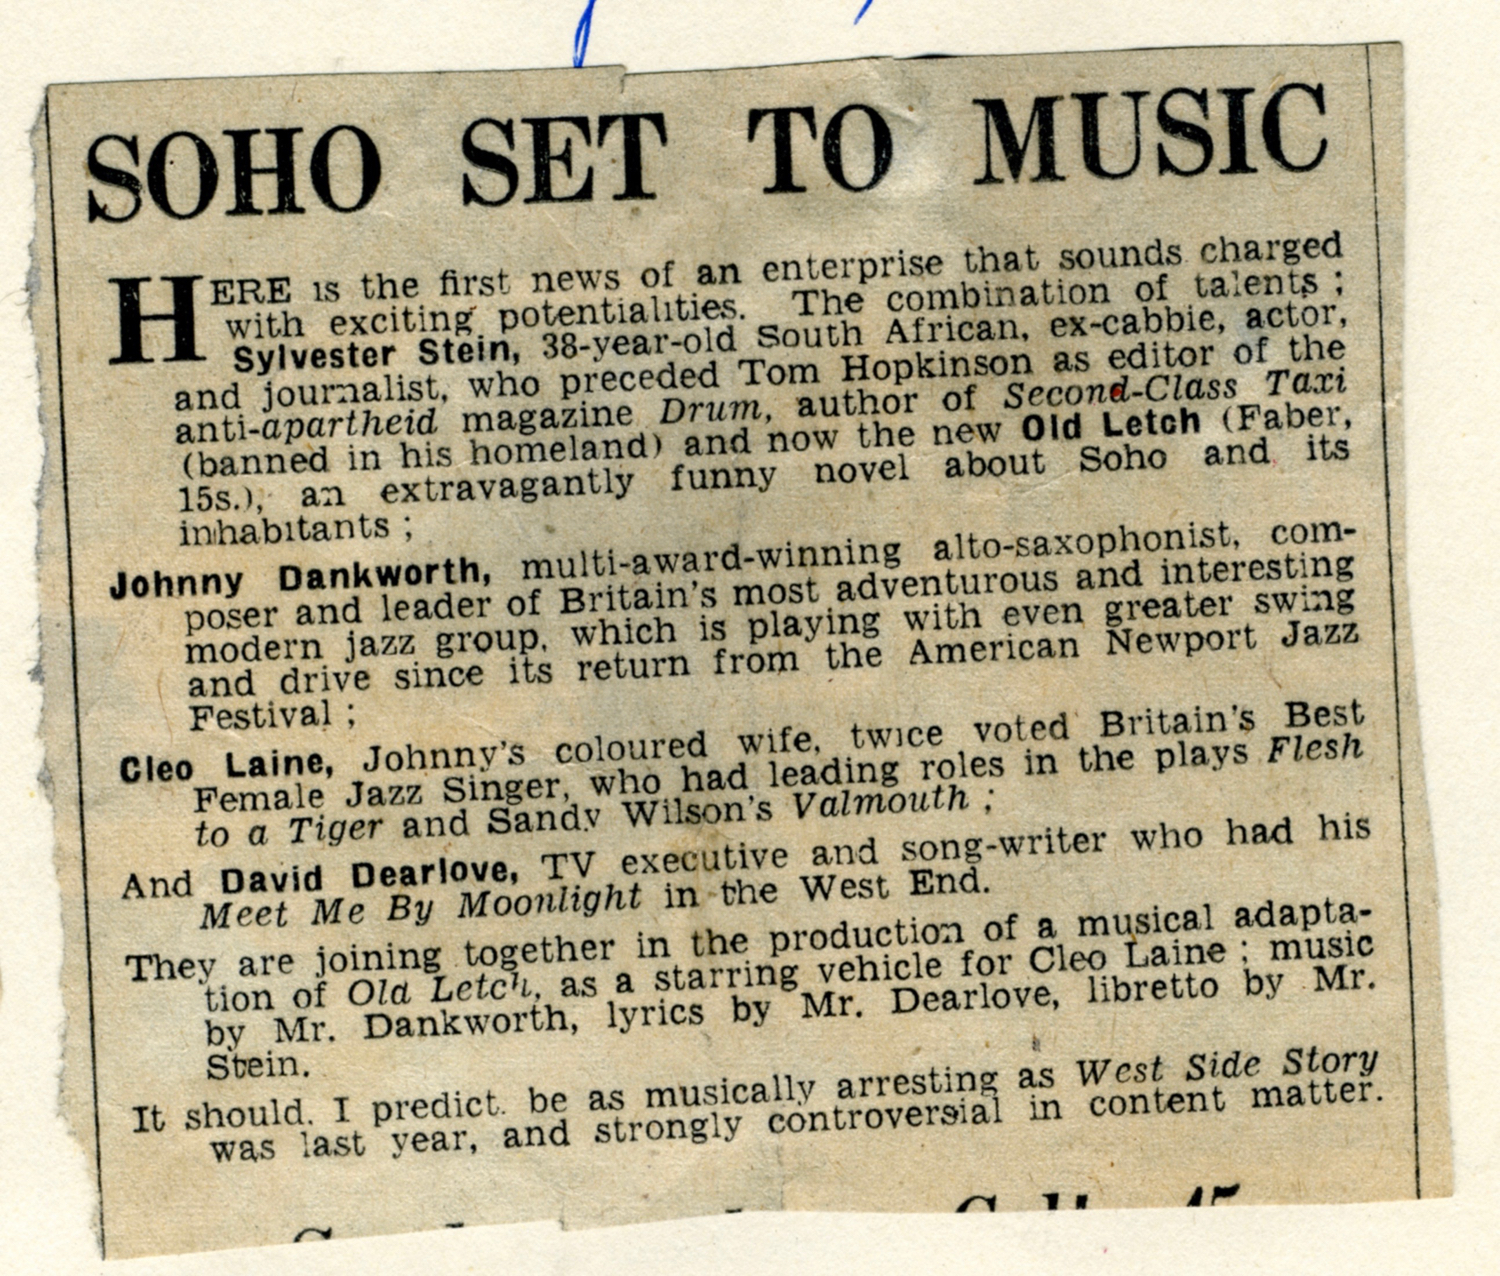 SOHO SET TO MUSIC
HERE is the first news of an enterprise that sounds charged
with exciting potentialities. The combination of talents ;
Sylvester Stein, 38-year-old South African, ex-cabbie, actor,
and journalist, who preceded Tom Hopkinson as editor of the
anti-apartheid magazine Drum, author of Second-Class Taxi
(banned in his homeland) and now the new Old Letch (Faber,
15s.), an extravagantly funny novel about Soho and its
inhabitants ;
Johnny Dankworth, multi-award-winning alto-saxophonist, com-
poser and leader of Britain's most adventurous and interesting
modern jazz group, which is playing with even greater swing
and drive since its return from the American Newport Jazz
Festival ;
Cleo Laine, Johnny's coloured wife, twice voted Britain's Best
Female Jazz Singer, who had leading roles in the plays Flesh
to a Tiger and Sandy Wilson's Valmouth ;
And David Dearlove, TV executive and song-writer who had his
Meet Me By Moonlight in the West End.
They are joining together in the production of a musical adapta-
tion of Old Letch, as a starring vehicle for Cleo Laine ; music
by Mr. Dankworth, lyrics by Mr. Dearlove, libretto by Mr.
Stein.
It should, I predict, be as musically arresting as West Side Story
was last year, and strongly controversial in content matter.